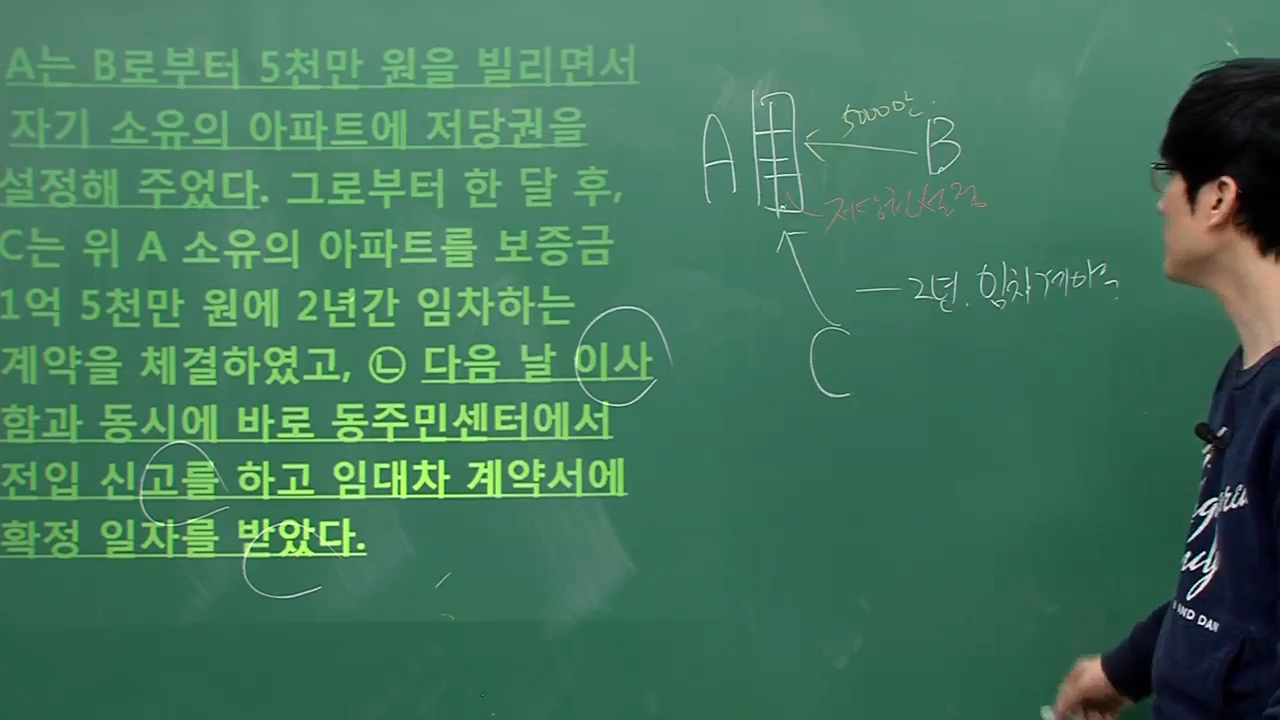 A는 B로부터 5천만 원을 빌리면서
자기 소유의 아파트에 저당권을
설정해 주었다. 그로부터 한 달 후,
C는 위 A 소유의 아파트를 보증금
1억 5천만 원에 2년간 임차하는
계약을 체결하였고, ㉡ 다음 날 이사
함과 동시에 바로 동주민센터에서
전입 신고를 하고 임대차 계약서에
확정 일자를 받았다.
A
5000만
B
저당권설정
C
2년. 임차계약
AND DAN